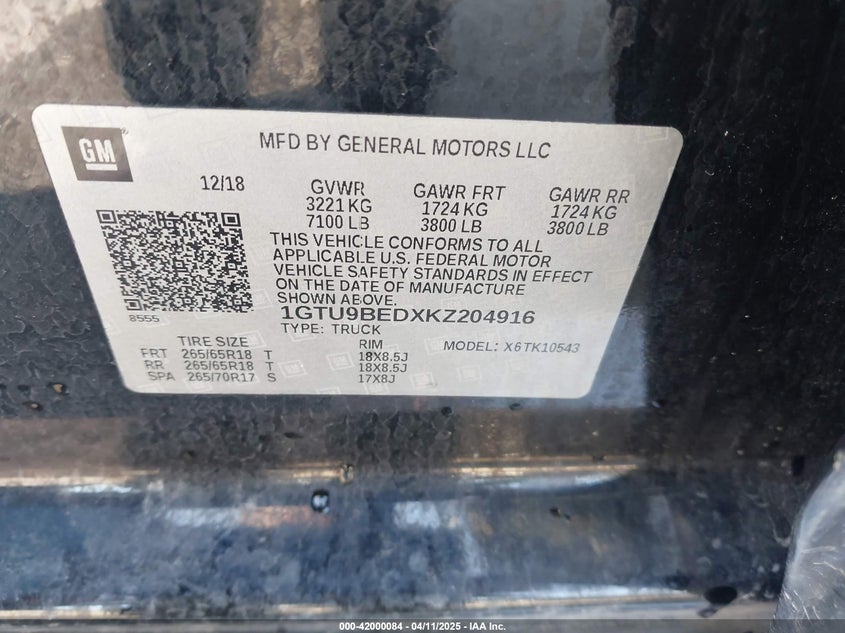 GM
MFD BY GENERAL MOTORS LLC
12/18
GVWR
3221 KG
7100 LB
GAWR FRT
1724 KG
3800 LB
GAWR RR
1724 KG
3800 LB
THIS VEHICLE CONFORMS TO ALL
APPLICABLE U.S. FEDERAL MOTOR
VEHICLE SAFETY STANDARDS IN EFFECT
ON THE DATE OF MANUFACTURE
SHOWN ABOVE.
8555
1GTU9BEDXKZ204916
TYPE: TRUCK
TIRE SIZE
RIM
MODEL: X6TK10543
FRT 265/65R18 T 18X8.5J
RR 265/65R18 T 18X8.5J
SPA 265/70R17 S 17X8J
000-42000084 - 04/11/2025 - IAA Inc.